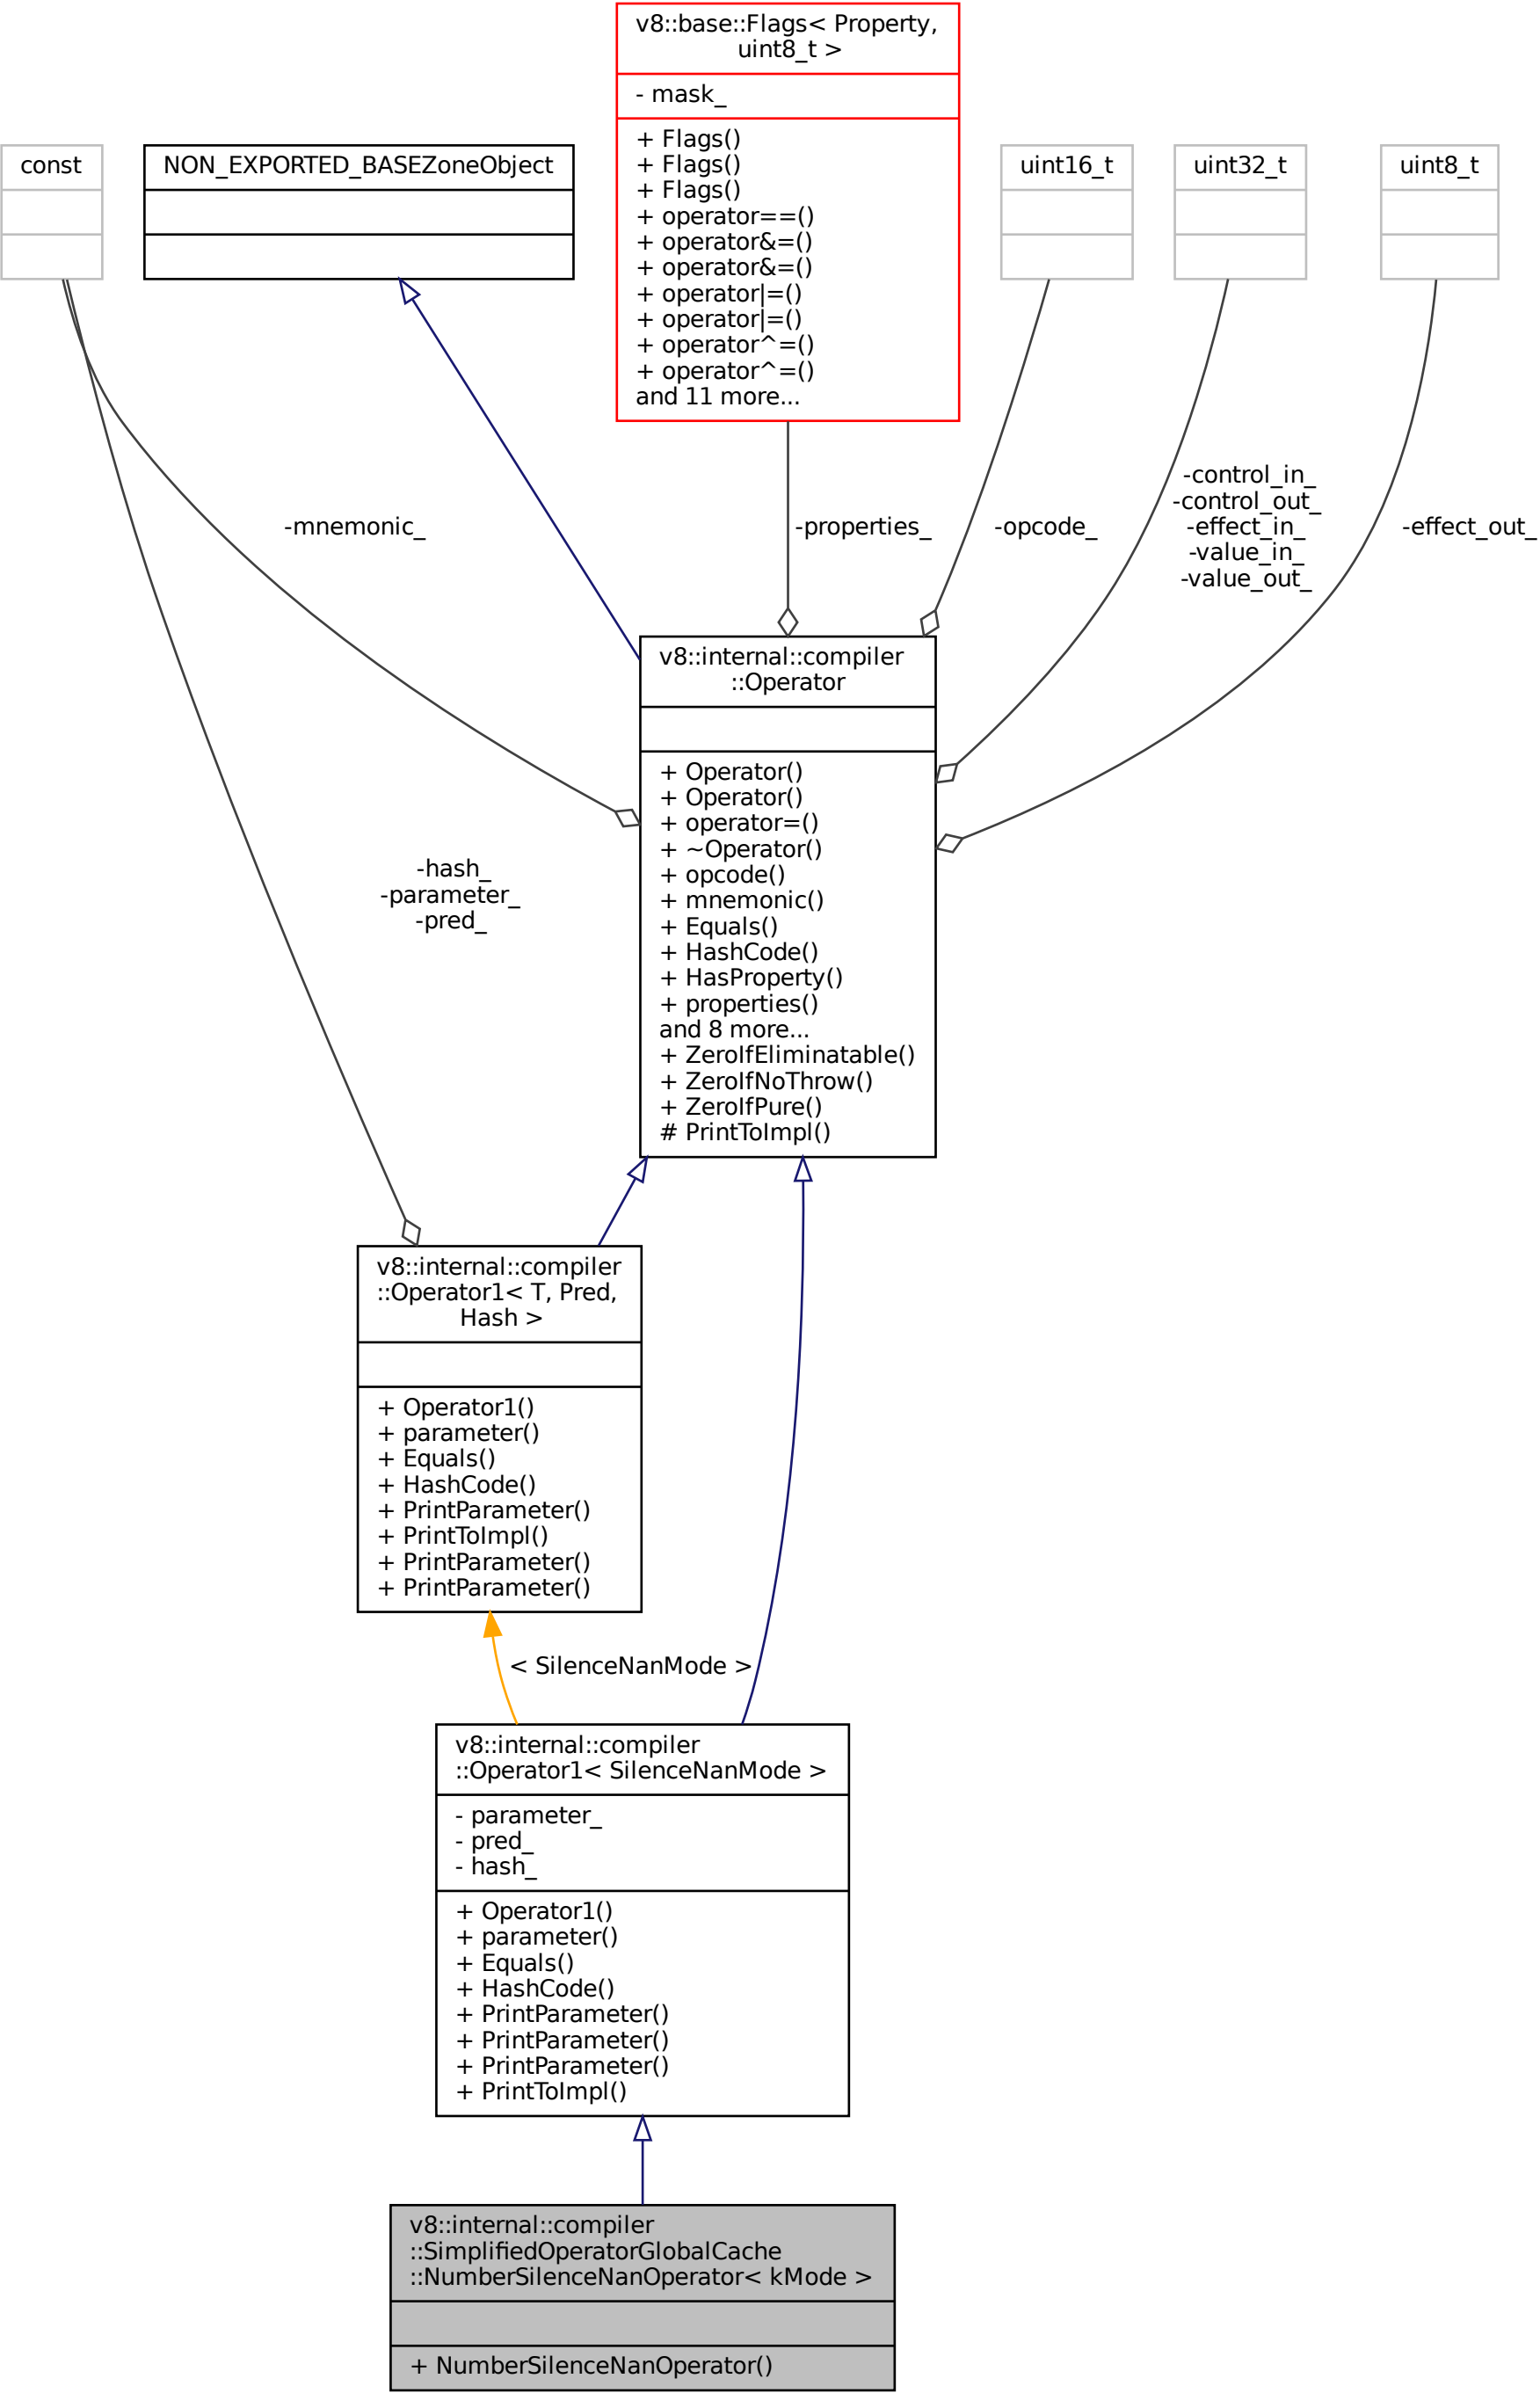 v8::base::Flags< Property,
uint8_t >
- mask_
+ Flags()
+ Flags()
+ Flags()
+ operator==()
+ operator&=()
+ operator&=()
+ operator|=()
+ operator|=()
+ operator^=()
+ operator^=()
and 11 more...
const
NON_EXPORTED_BASEZoneObject
uint16_t
uint32_t
uint8_t
-mnemonic_
-properties_
-opcode_
-control_in_
-control_out_
-effect_in_
-value_in_
-value_out_
-effect_out_
v8::internal::compiler
::Operator
+ Operator()
+ Operator()
+ operator=()
+ ~Operator()
+ opcode()
+ mnemonic()
+ Equals()
+ HashCode()
+ HasProperty()
+ properties()
and 8 more...
+ ZeroIfEliminatable()
+ ZeroIfNoThrow()
+ ZeroIfPure()
# PrintToImpl()
-hash_
-parameter_
-pred_
v8::internal::compiler
::Operator1< T, Pred,
Hash >
+ Operator1()
+ parameter()
+ Equals()
+ HashCode()
+ PrintParameter()
+ PrintToImpl()
+ PrintParameter()
+ PrintParameter()
< SilenceNanMode >
v8::internal::compiler
::Operator1< SilenceNanMode >
- parameter_
- pred_
- hash_
+ Operator1()
+ parameter()
+ Equals()
+ HashCode()
+ PrintParameter()
+ PrintParameter()
+ PrintParameter()
+ PrintToImpl()
v8::internal::compiler
::SimplifiedOperatorGlobalCache
::NumberSilenceNanOperator< kMode >
+ NumberSilenceNanOperator()